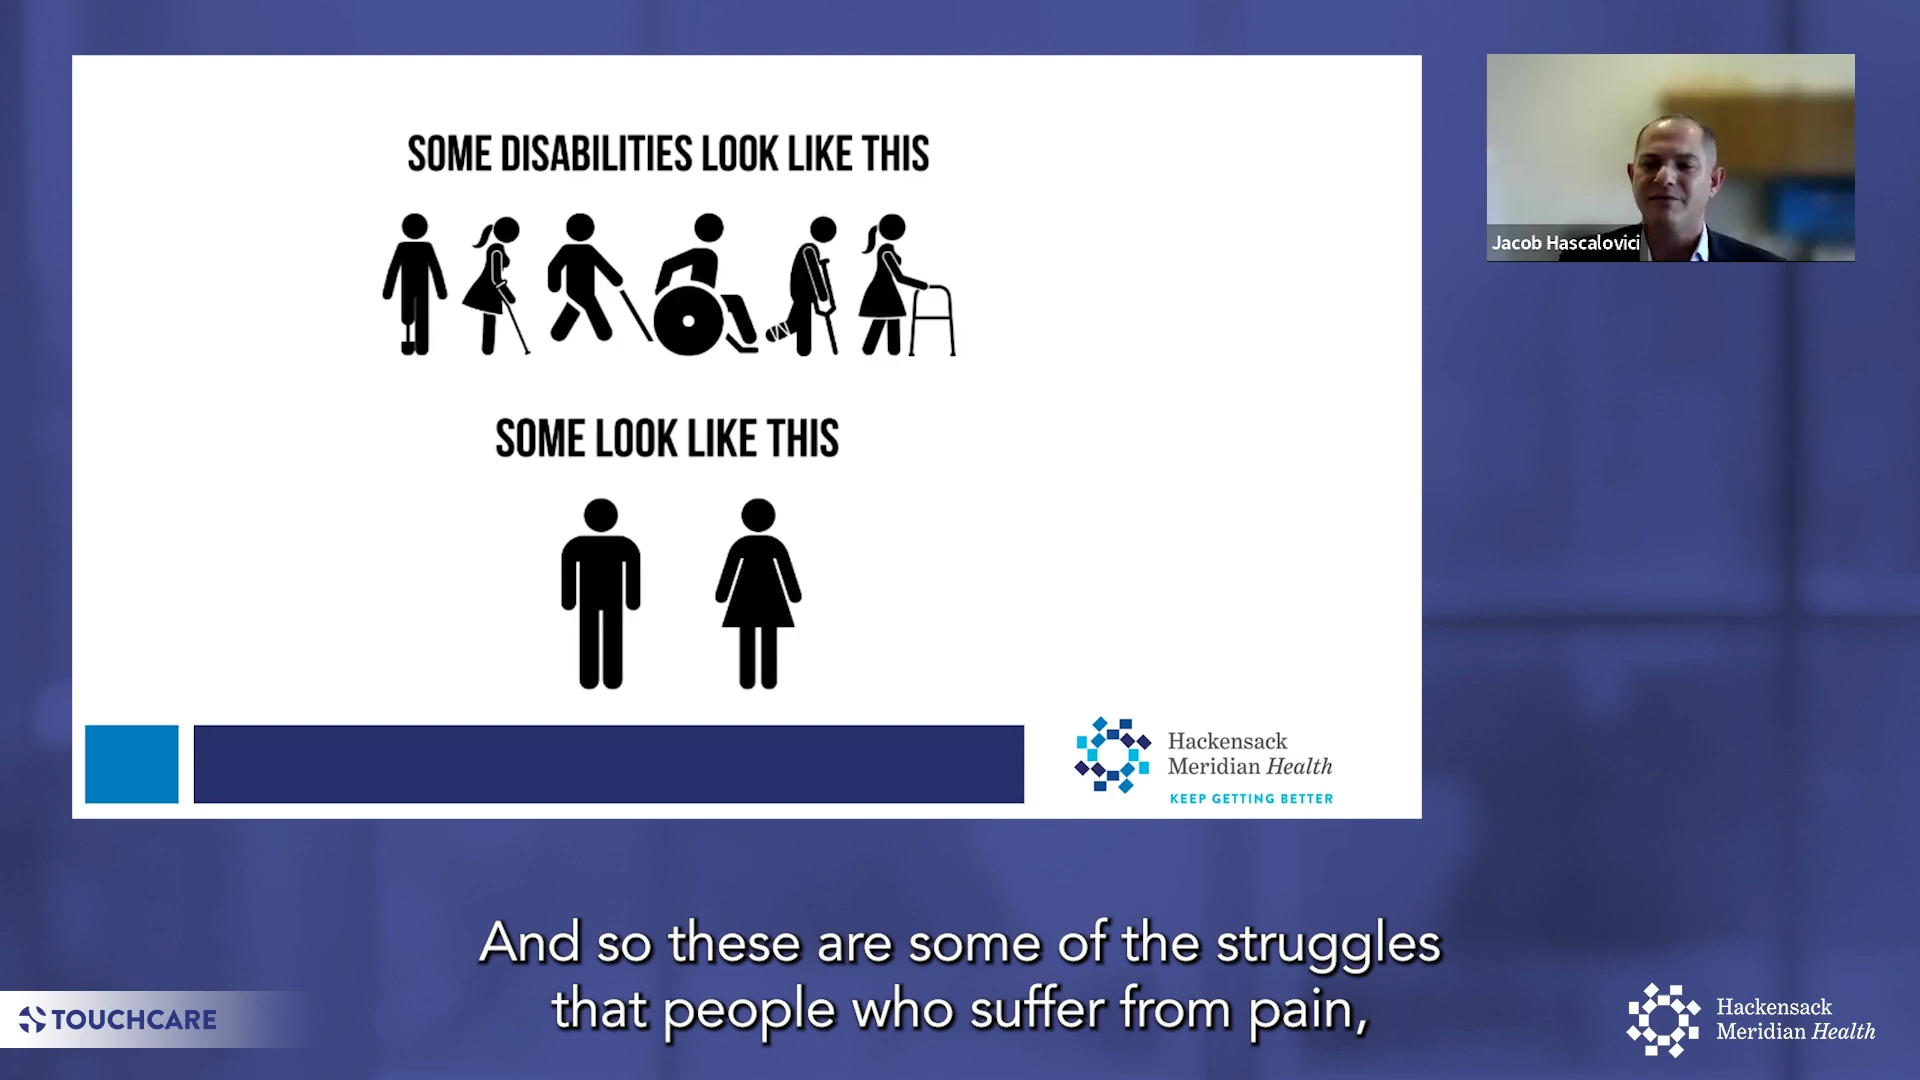 SOME DISABILITIES LOOK LIKE THIS
Jacob Hascalovici
SOME LOOK LIKE THIS
Hackensack
Meridian Health
KEEP GETTING BETTER
And so these are some of the struggles
that people who suffer from pain,
TOUCHCARE
Hackensack
Meridian Health